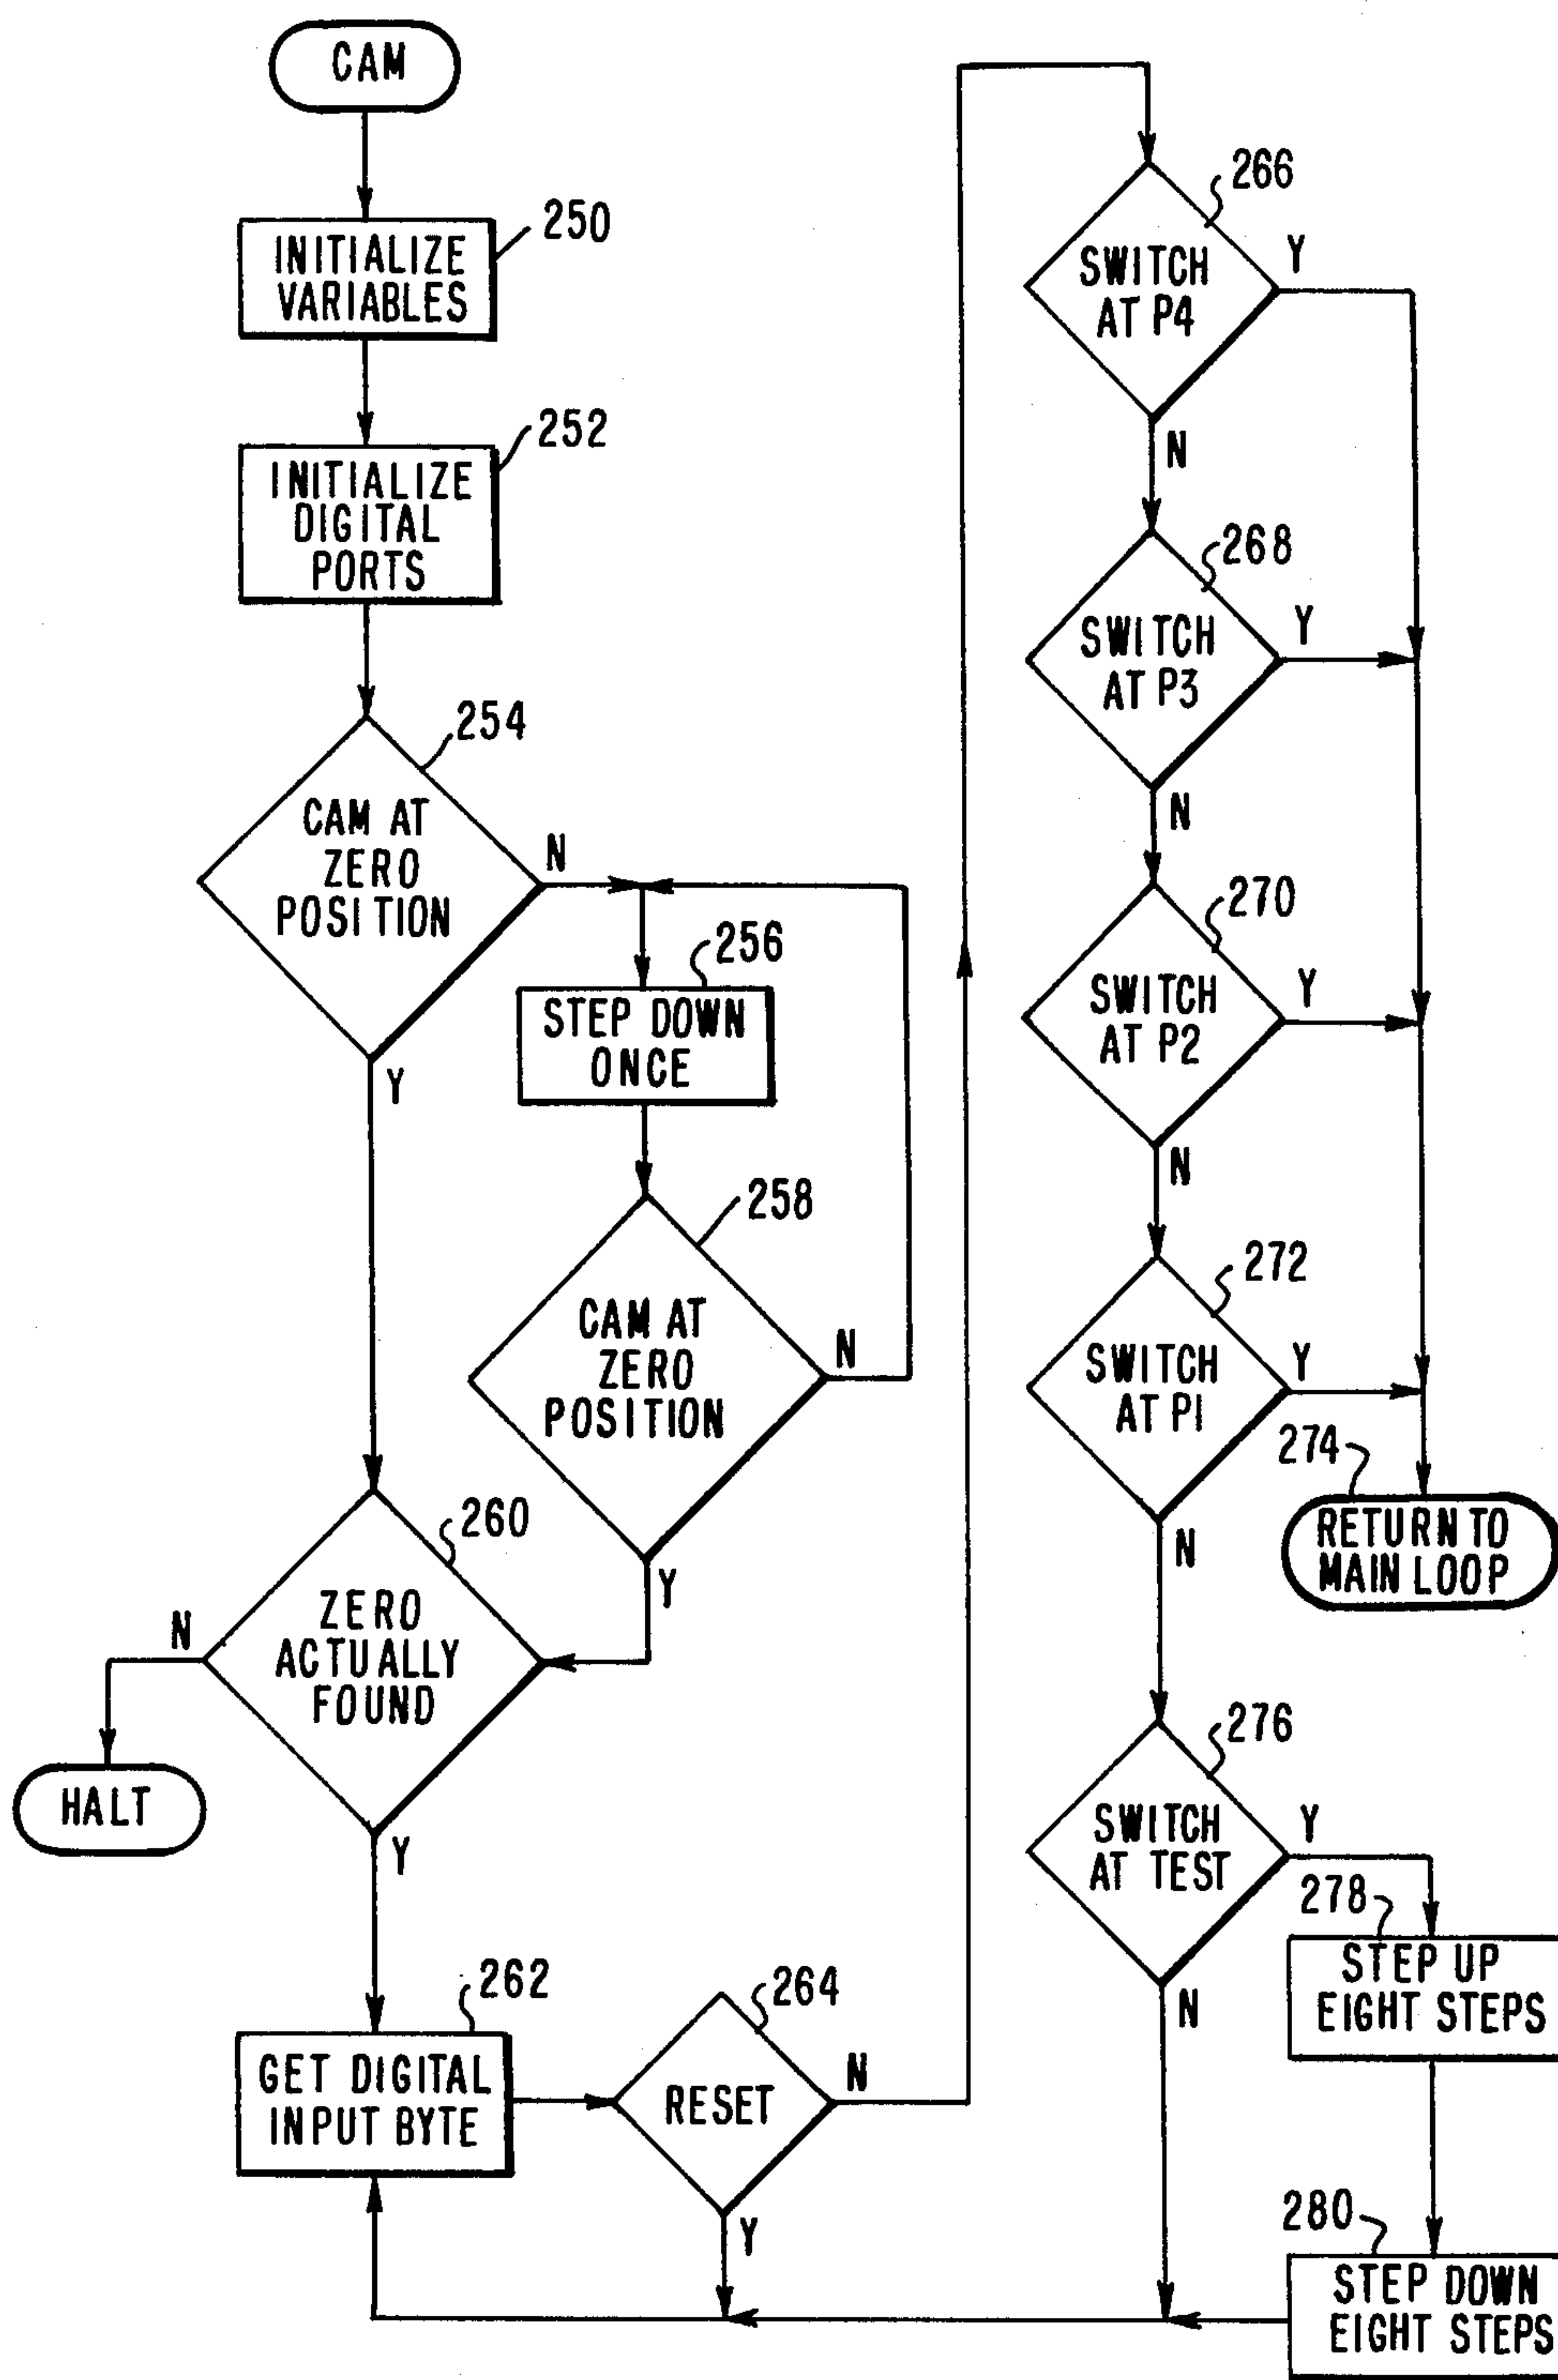 CAM
250
INITIALIZE
VARIABLES
252
INITIALIZE
DIGITAL
PORTS
254
CAM AT
ZERO
POSITION
N
Y
256
STEP DOWN
ONCE
258
CAM AT
ZERO
POSITION
N
Y
260
ZERO
ACTUALLY
FOUND
N
HALT
Y
262
GET DIGITAL
INPUT BYTE
264
RESET
N
Y
266
SWITCH
AT P4
Y
N
268
SWITCH
AT P3
Y
N
270
SWITCH
AT P2
Y
N
272
SWITCH
AT P1
Y
N
274
RETURN TO
MAIN LOOP
276
SWITCH
AT TEST
Y
N
278
STEP UP
EIGHT STEPS
280
STEP DOWN
EIGHT STEPS